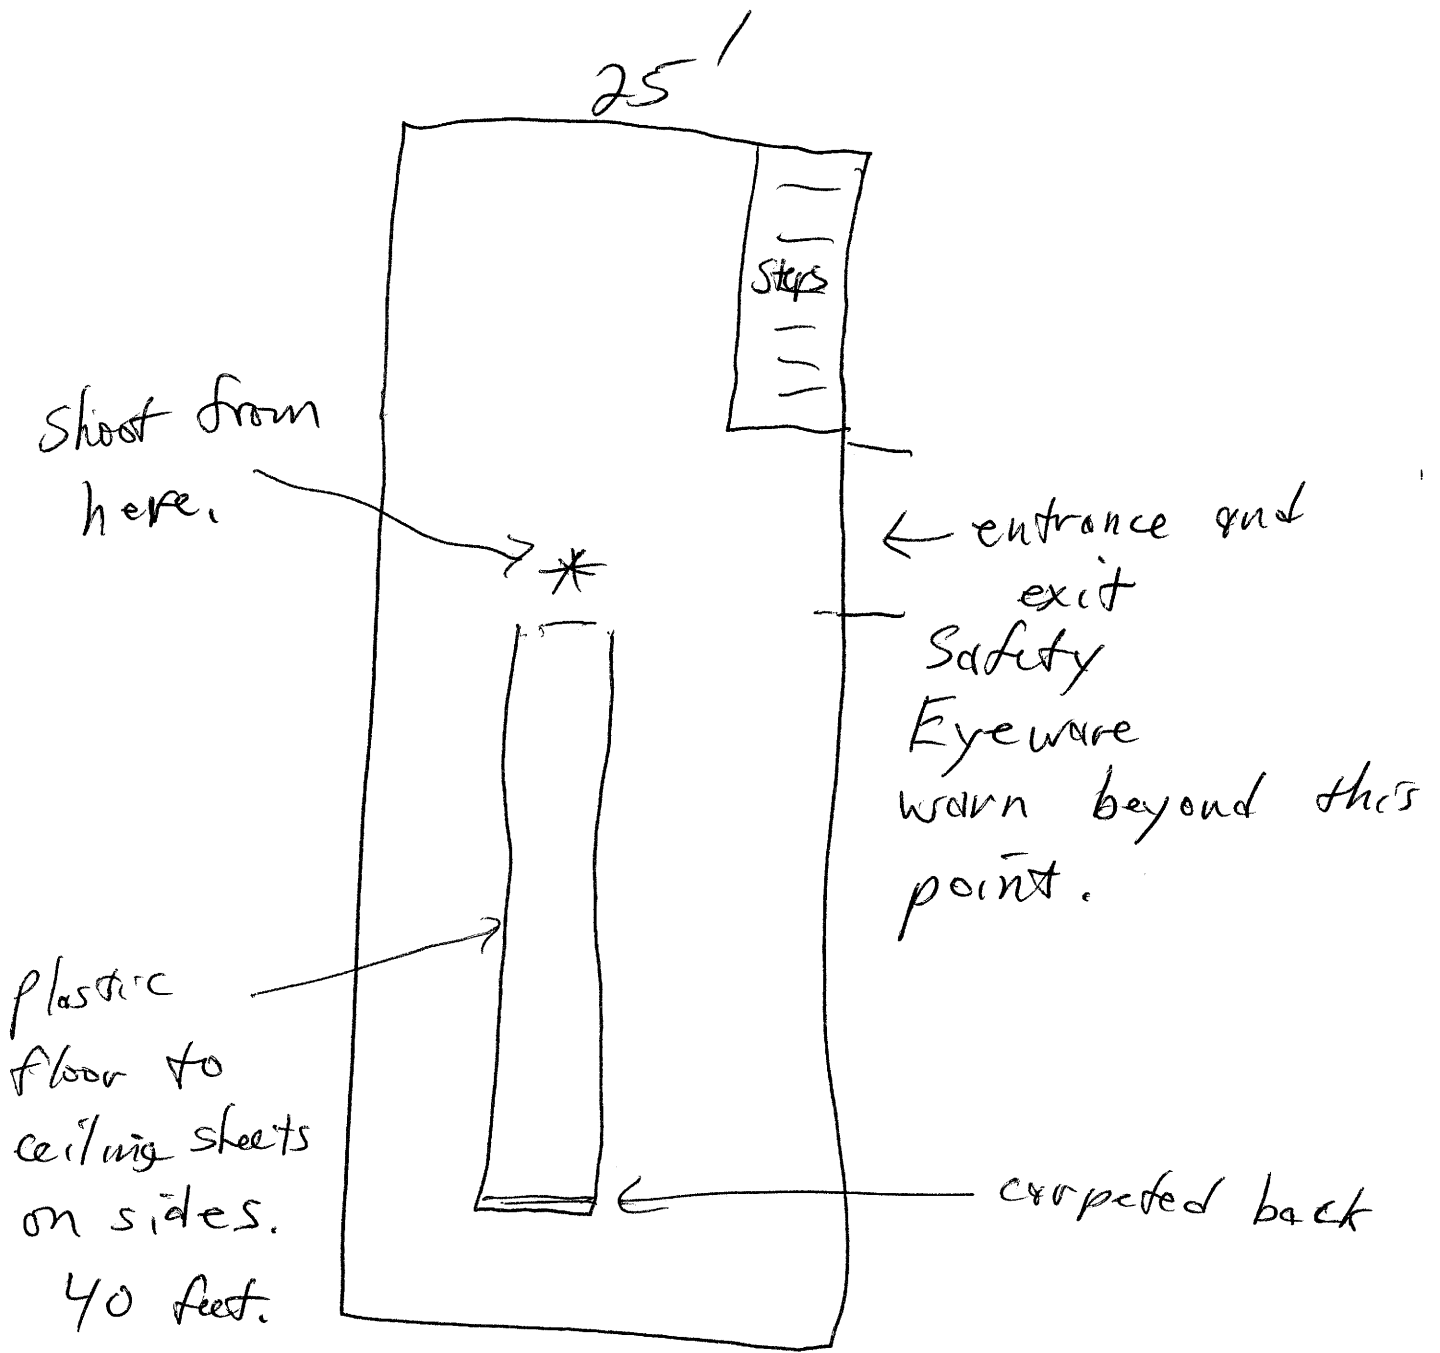 25'
Steps
Shoot from
here.
entrance and
exit
Safety
Eyeware
warn beyond this
point.
plastic
floor to
ceiling sheets
on sides.
40 feet.
carpeted back